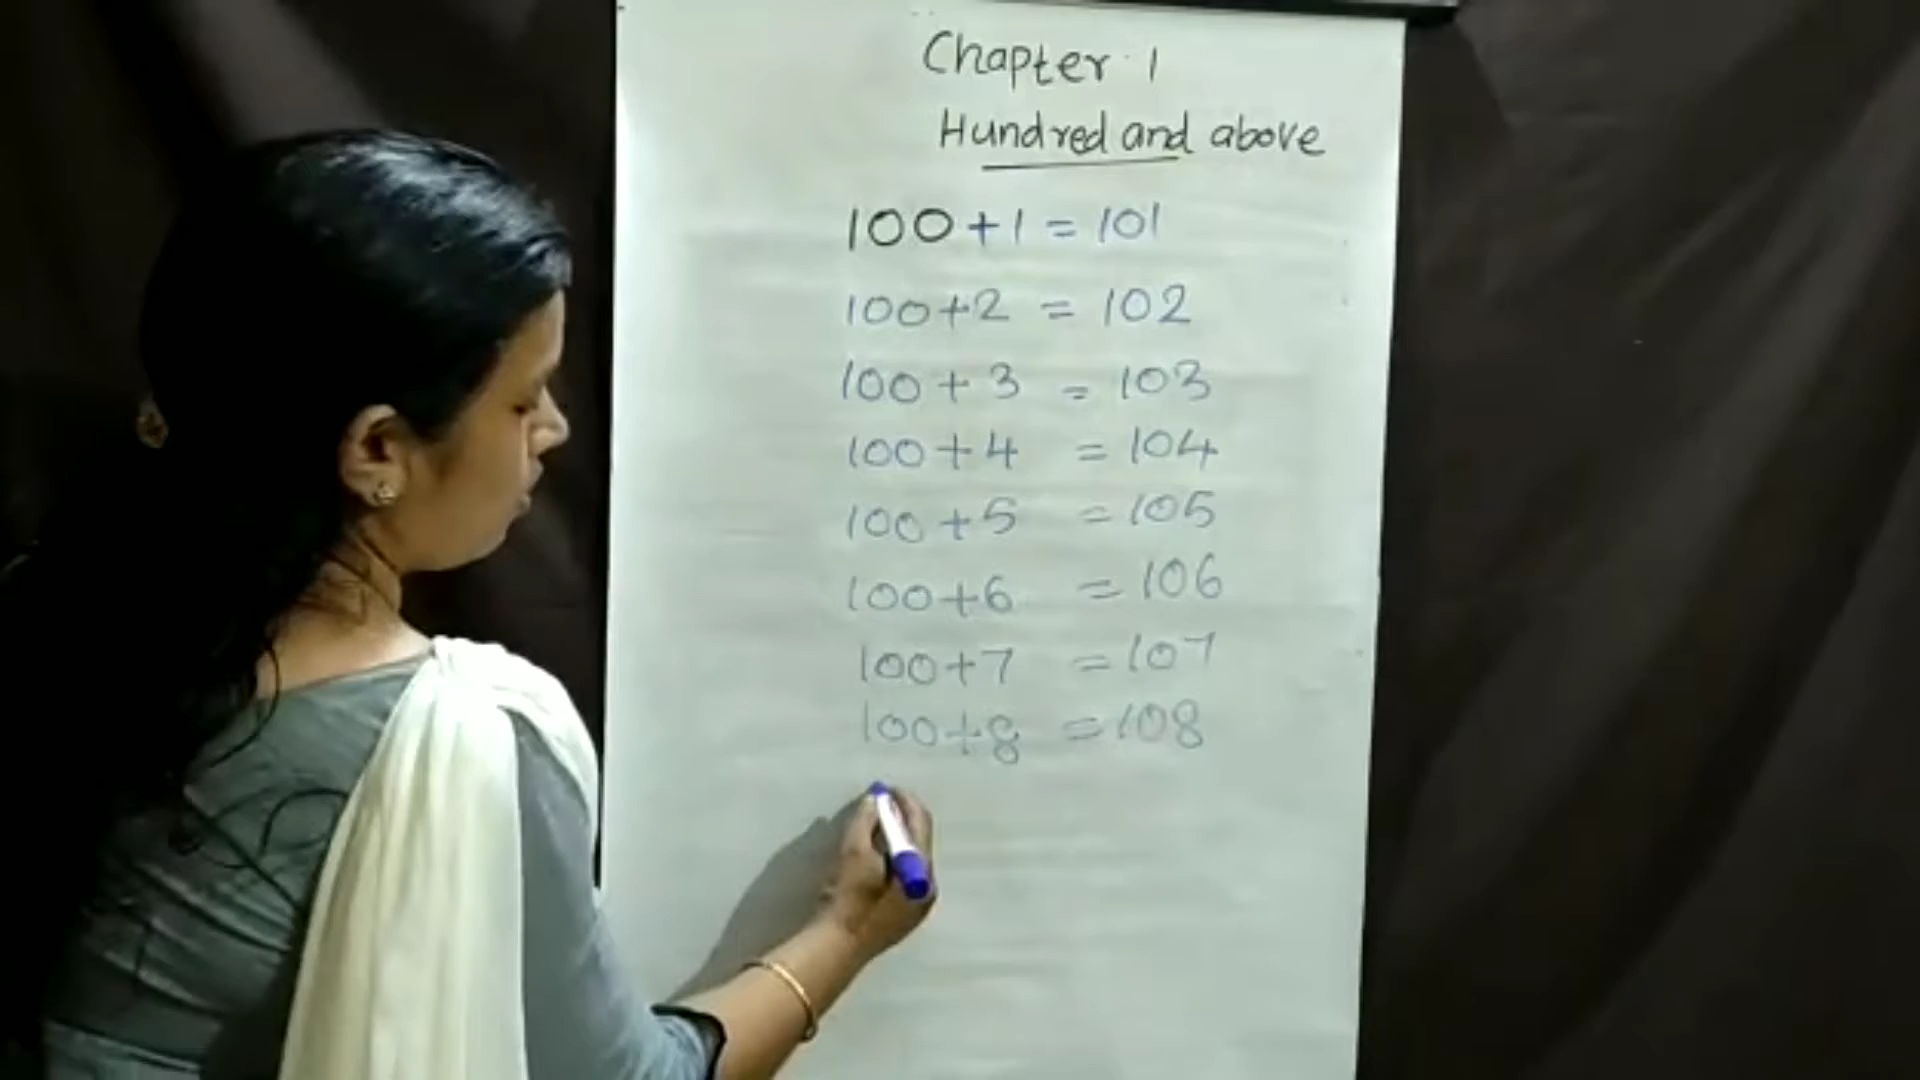 Chapter 1
Hundred and above
100+1 = 101
100+2 = 102
100+3 = 103
100+4 = 104
100+5 = 105
100+6 = 106
100+7 = 107
100+8 = 108